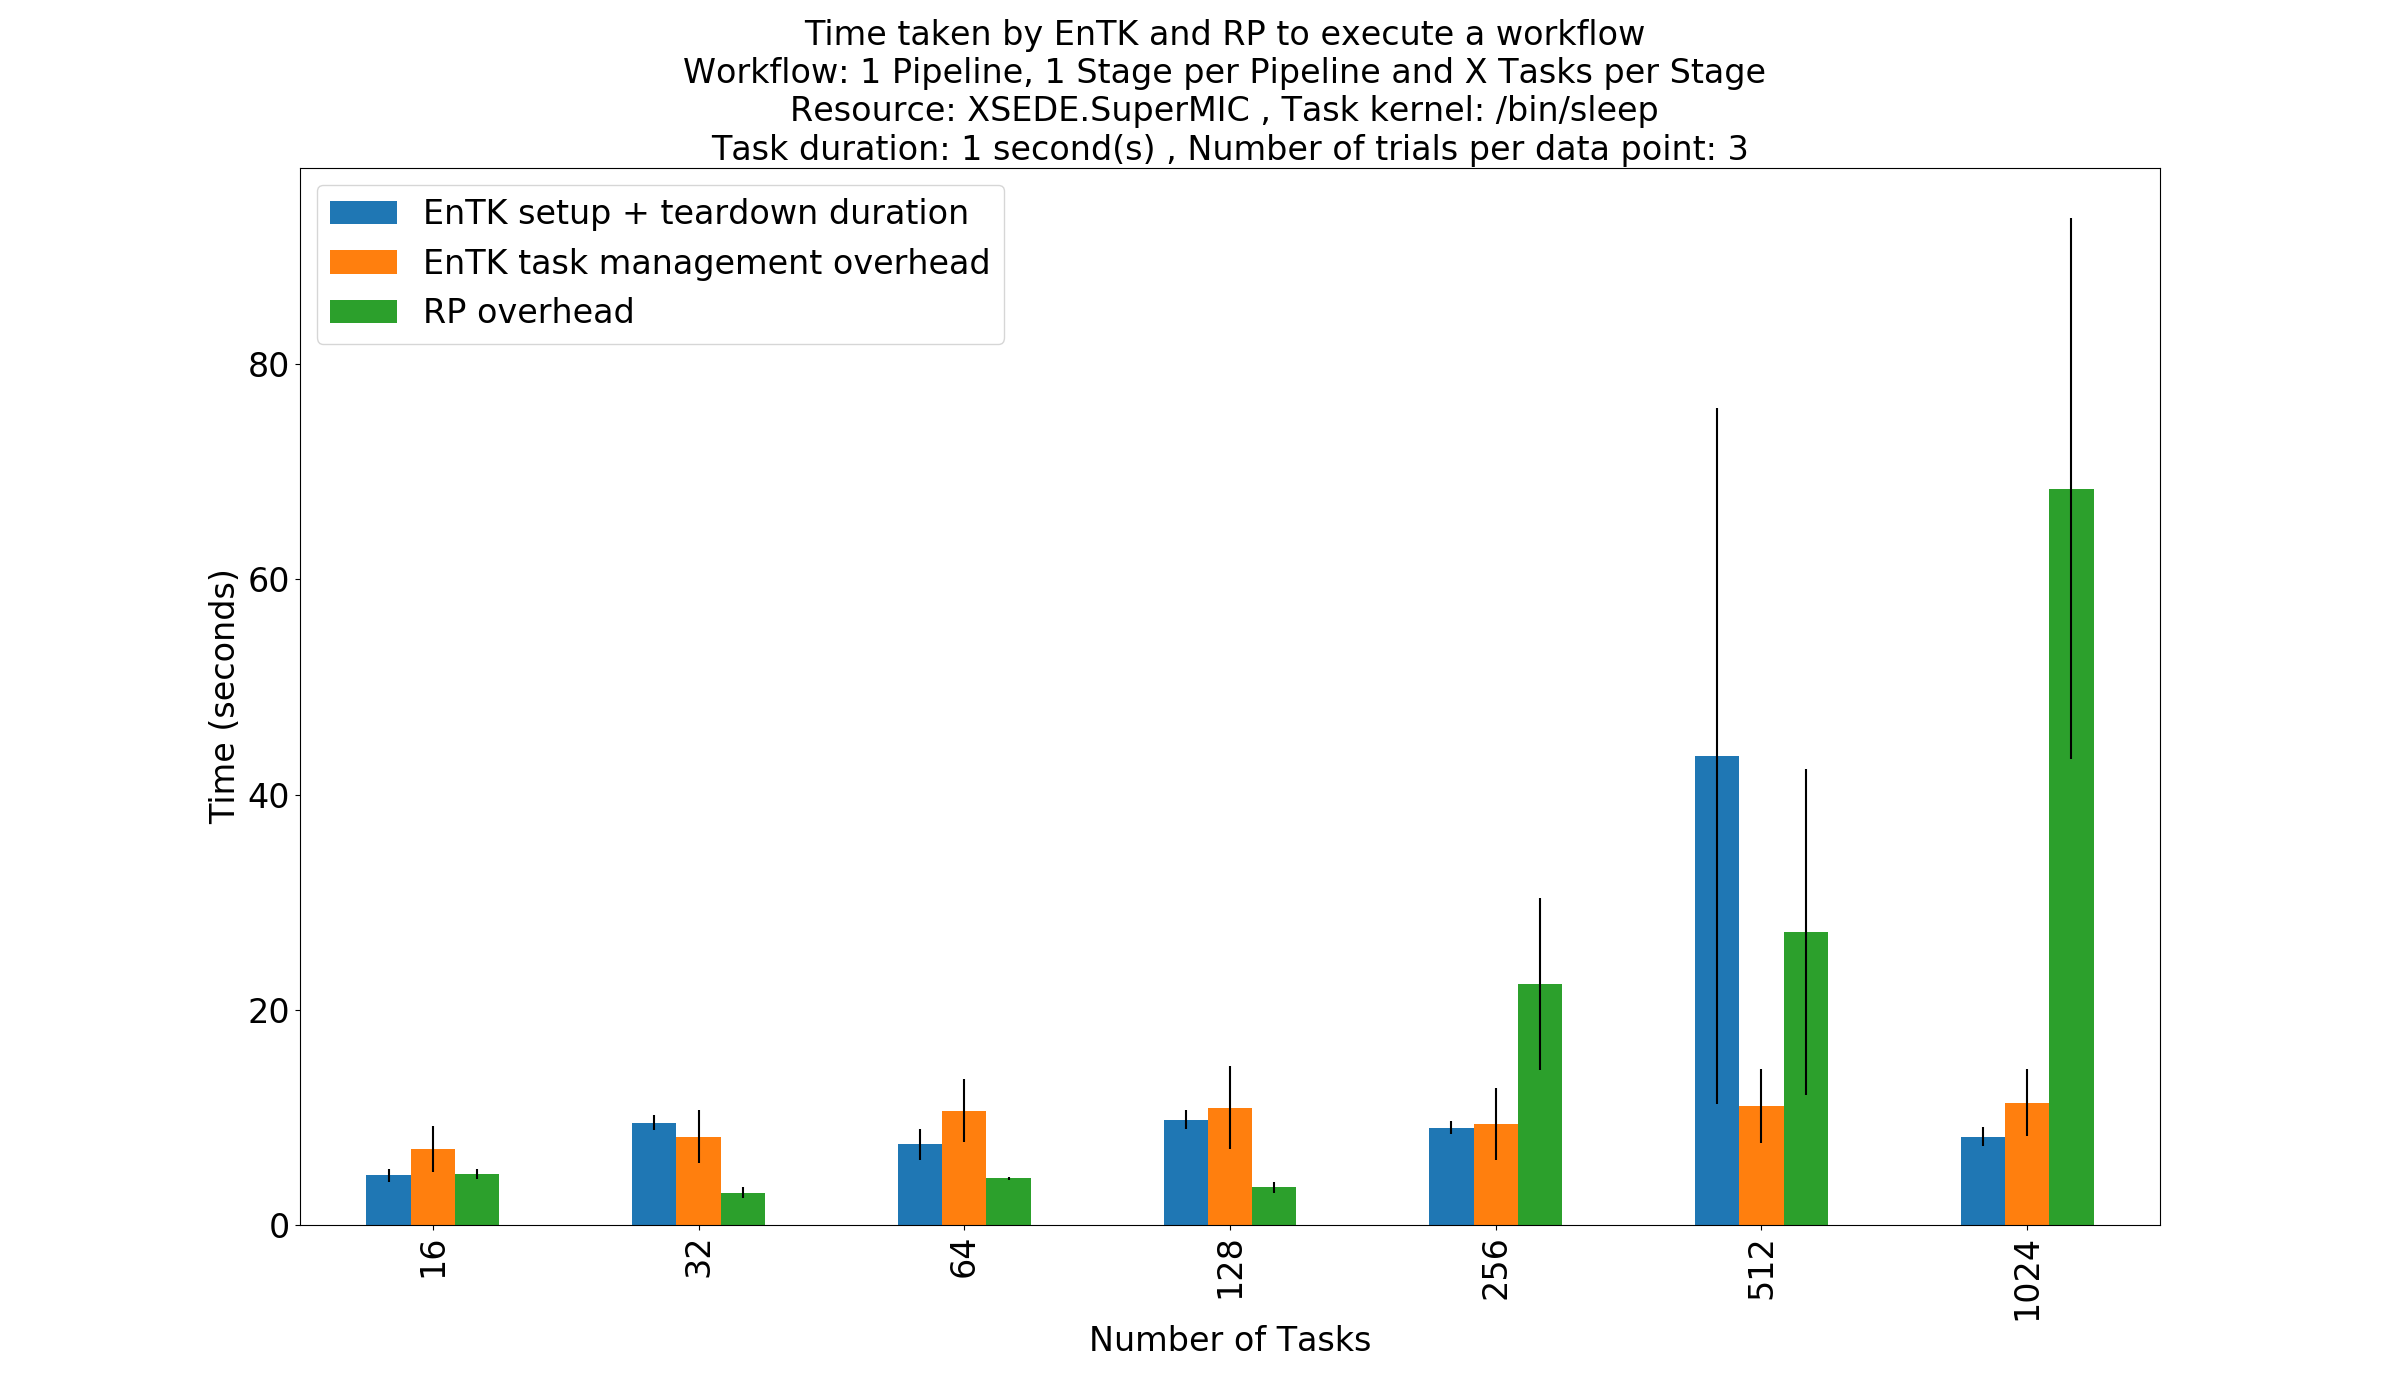 Time taken by EnTK and RP to execute a workflow
Workflow: 1 Pipeline, 1 Stage per Pipeline and X Tasks per Stage
Resource: XSEDE.SuperMIC , Task kernel: /bin/sleep
Task duration: 1 second(s) , Number of trials per data point: 3
EnTK setup + teardown duration
EnTK task management overhead
RP overhead
80
60
40
20
0
Time (seconds)
16
32
64
128
256
512
1024
Number of Tasks